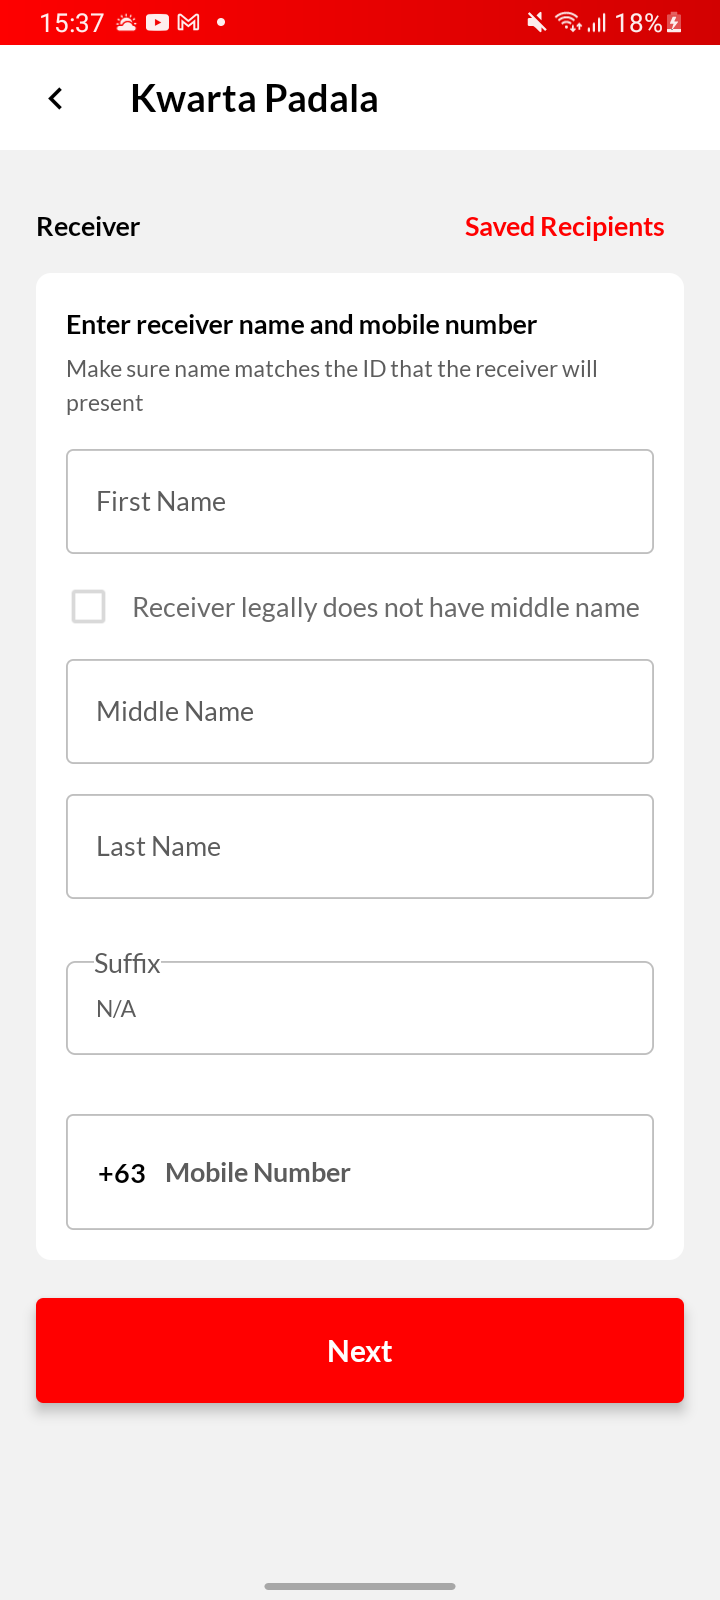 15:37
18%
Kwarta Padala
Receiver
Saved Recipients
Enter receiver name and mobile number
Make sure name matches the ID that the receiver will
present
First Name
Receiver legally does not have middle name
Middle Name
Last Name
Suffix
N/A
+63 Mobile Number
Next